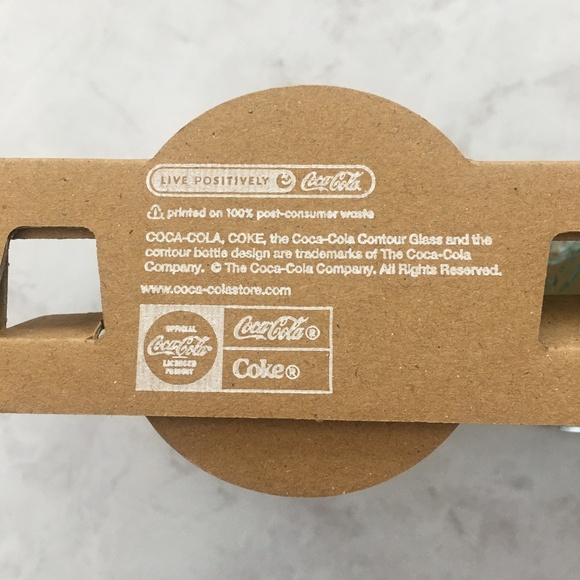 LIVE POSITIVELY Coca-Cola
printed on 100% post-consumer waste
COCA-COLA, COKE, the Coca-Cola Contour Glass and the
contour bottle design are trademarks of The Coca-Cola
Company. © The Coca-Cola Company. All Rights Reserved.
www.coca-colastore.com
OFFICIAL
Coca-Cola
LICENSED
PRODUCT
Coca-Cola®
Coke®